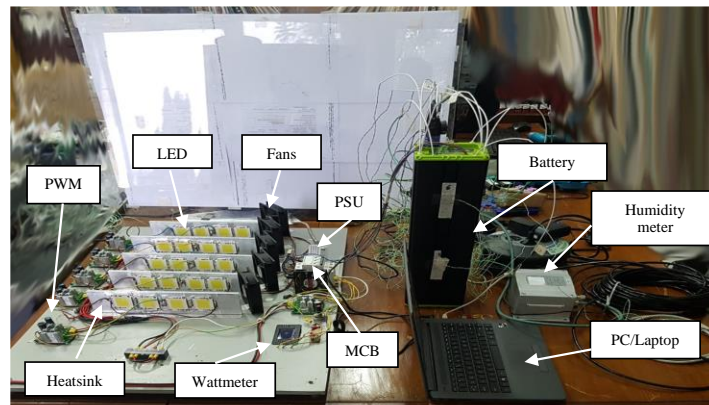 LED
Fans
Battery
PWM
PSU
Humidity
meter
MCB
PC/Laptop
Heatsink
Wattmeter